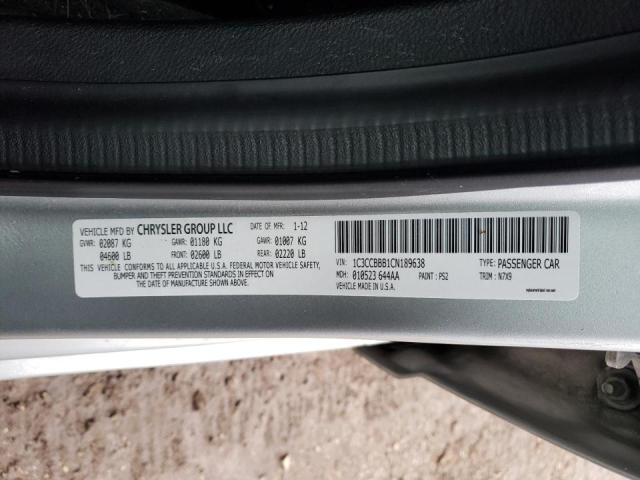 VEHICLE MFD BY CHRYSLER GROUP LLC DATE OF MFR: 1-12
GVWR: 02087 KG GAWR: 01180 KG GAWR: 01007 KG
04600 LB FRONT: 02600 LB REAR: 02220 LB
THIS VEHICLE CONFORMS TO ALL APPLICABLE U.S.A. FEDERAL MOTOR VEHICLE SAFETY,
BUMPER AND THEFT PREVENTION STANDARDS IN EFFECT
ON THE DATE OF MANUFACTURE SHOWN ABOVE.
VIN: 1C3CCBBB1CN189638 TYPE: PASSENGER CAR
MDH: 010523 644AA PAINT: PS2 TRIM: N7X9
VEHICLE MADE IN U.S.A.